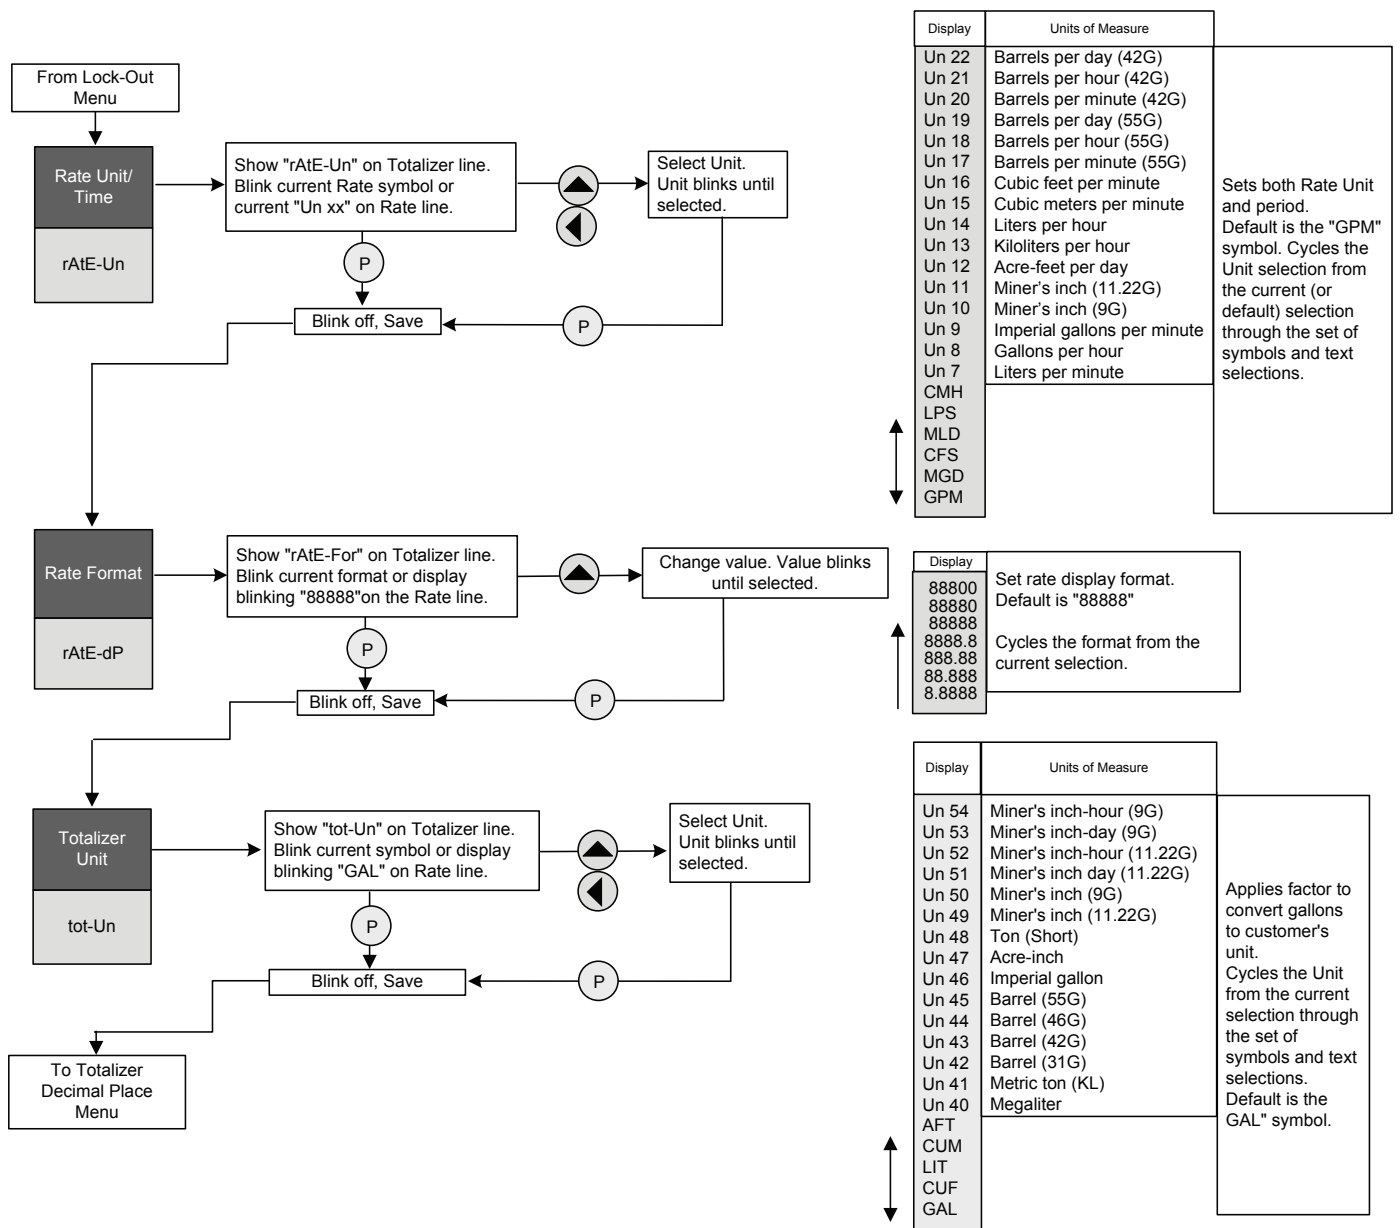 From Lock-Out
Menu
Rate Unit/
Time
rAtE-Un
Show "rAtE-Un" on Totalizer line.
Blink current Rate symbol or
current "Un xx" on Rate line.
Select Unit.
Unit blinks until
selected.
P
Blink off, Save
P
Display
Units of Measure
Un 22 Barrels per day (42G)
Un 21 Barrels per hour (42G)
Un 20 Barrels per minute (42G)
Un 19 Barrels per day (55G)
Un 18 Barrels per hour (55G)
Un 17 Barrels per minute (55G)
Un 16 Cubic feet per minute
Un 15 Cubic meters per minute
Un 14 Liters per hour
Un 13 Kiloliters per hour
Un 12 Acre-feet per day
Un 11 Miner's inch (11.22G)
Un 10 Miner's inch (9G)
Un 9 Imperial gallons per minute
Un 8 Gallons per hour
Un 7 Liters per minute
CMH
LPS
MLD
CFS
MGD
GPM
Sets both Rate Unit
and period.
Default is the "GPM"
symbol. Cycles the
Unit selection from
the current (or
default) selection
through the set of
symbols and text
selections.
Rate Format
rAtE-dP
Show "rAtE-For" on Totalizer line.
Blink current format or display
blinking "88888"on the Rate line.
Change value. Value blinks
until selected.
P
Blink off, Save
P
Display
88800
88880
88888
8888.8
888.88
88.888
8.8888
Set rate display format.
Default is "88888"
Cycles the format from the
current selection.
Totalizer
Unit
tot-Un
Show "tot-Un" on Totalizer line.
Blink current symbol or display
blinking "GAL" on Rate line.
Select Unit.
Unit blinks until
selected.
P
Blink off, Save
P
To Totalizer
Decimal Place
Menu
Display
Units of Measure
Un 54 Miner's inch-hour (9G)
Un 53 Miner's inch-day (9G)
Un 52 Miner's inch-hour (11.22G)
Un 51 Miner's inch day (11.22G)
Un 50 Miner's inch (9G)
Un 49 Miner's inch (11.22G)
Un 48 Ton (Short)
Un 47 Acre-inch
Un 46 Imperial gallon
Un 45 Barrel (55G)
Un 44 Barrel (46G)
Un 43 Barrel (42G)
Un 42 Barrel (31G)
Un 41 Metric ton (KL)
Un 40 Megaliter
AFT
CUM
LIT
CUF
GAL
Applies factor to
convert gallons
to customer's
unit.
Cycles the Unit
from the current
selection through
the set of
symbols and text
selections.
Default is the
GAL" symbol.